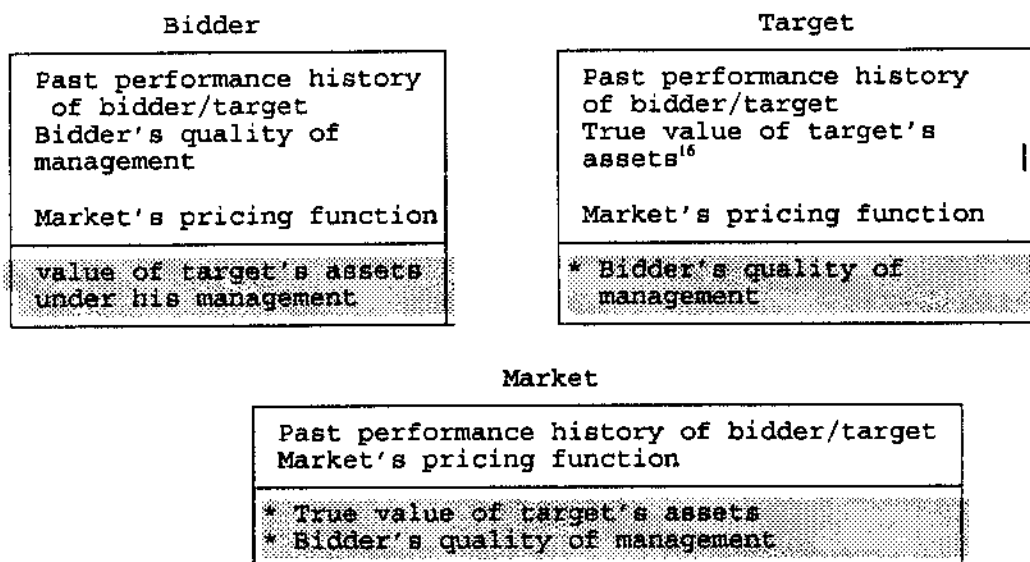 Bidder
Past performance history
of bidder/target
Bidder's quality of
management
Market's pricing function
value of target's assets
under his management
Target
Past performance history
of bidder/target
True value of target's
assets16
Market's pricing function
* Bidder's quality of
management
Market
Past performance history of bidder/target
Market's pricing function
* True value of target's assets
* Bidder's quality of management